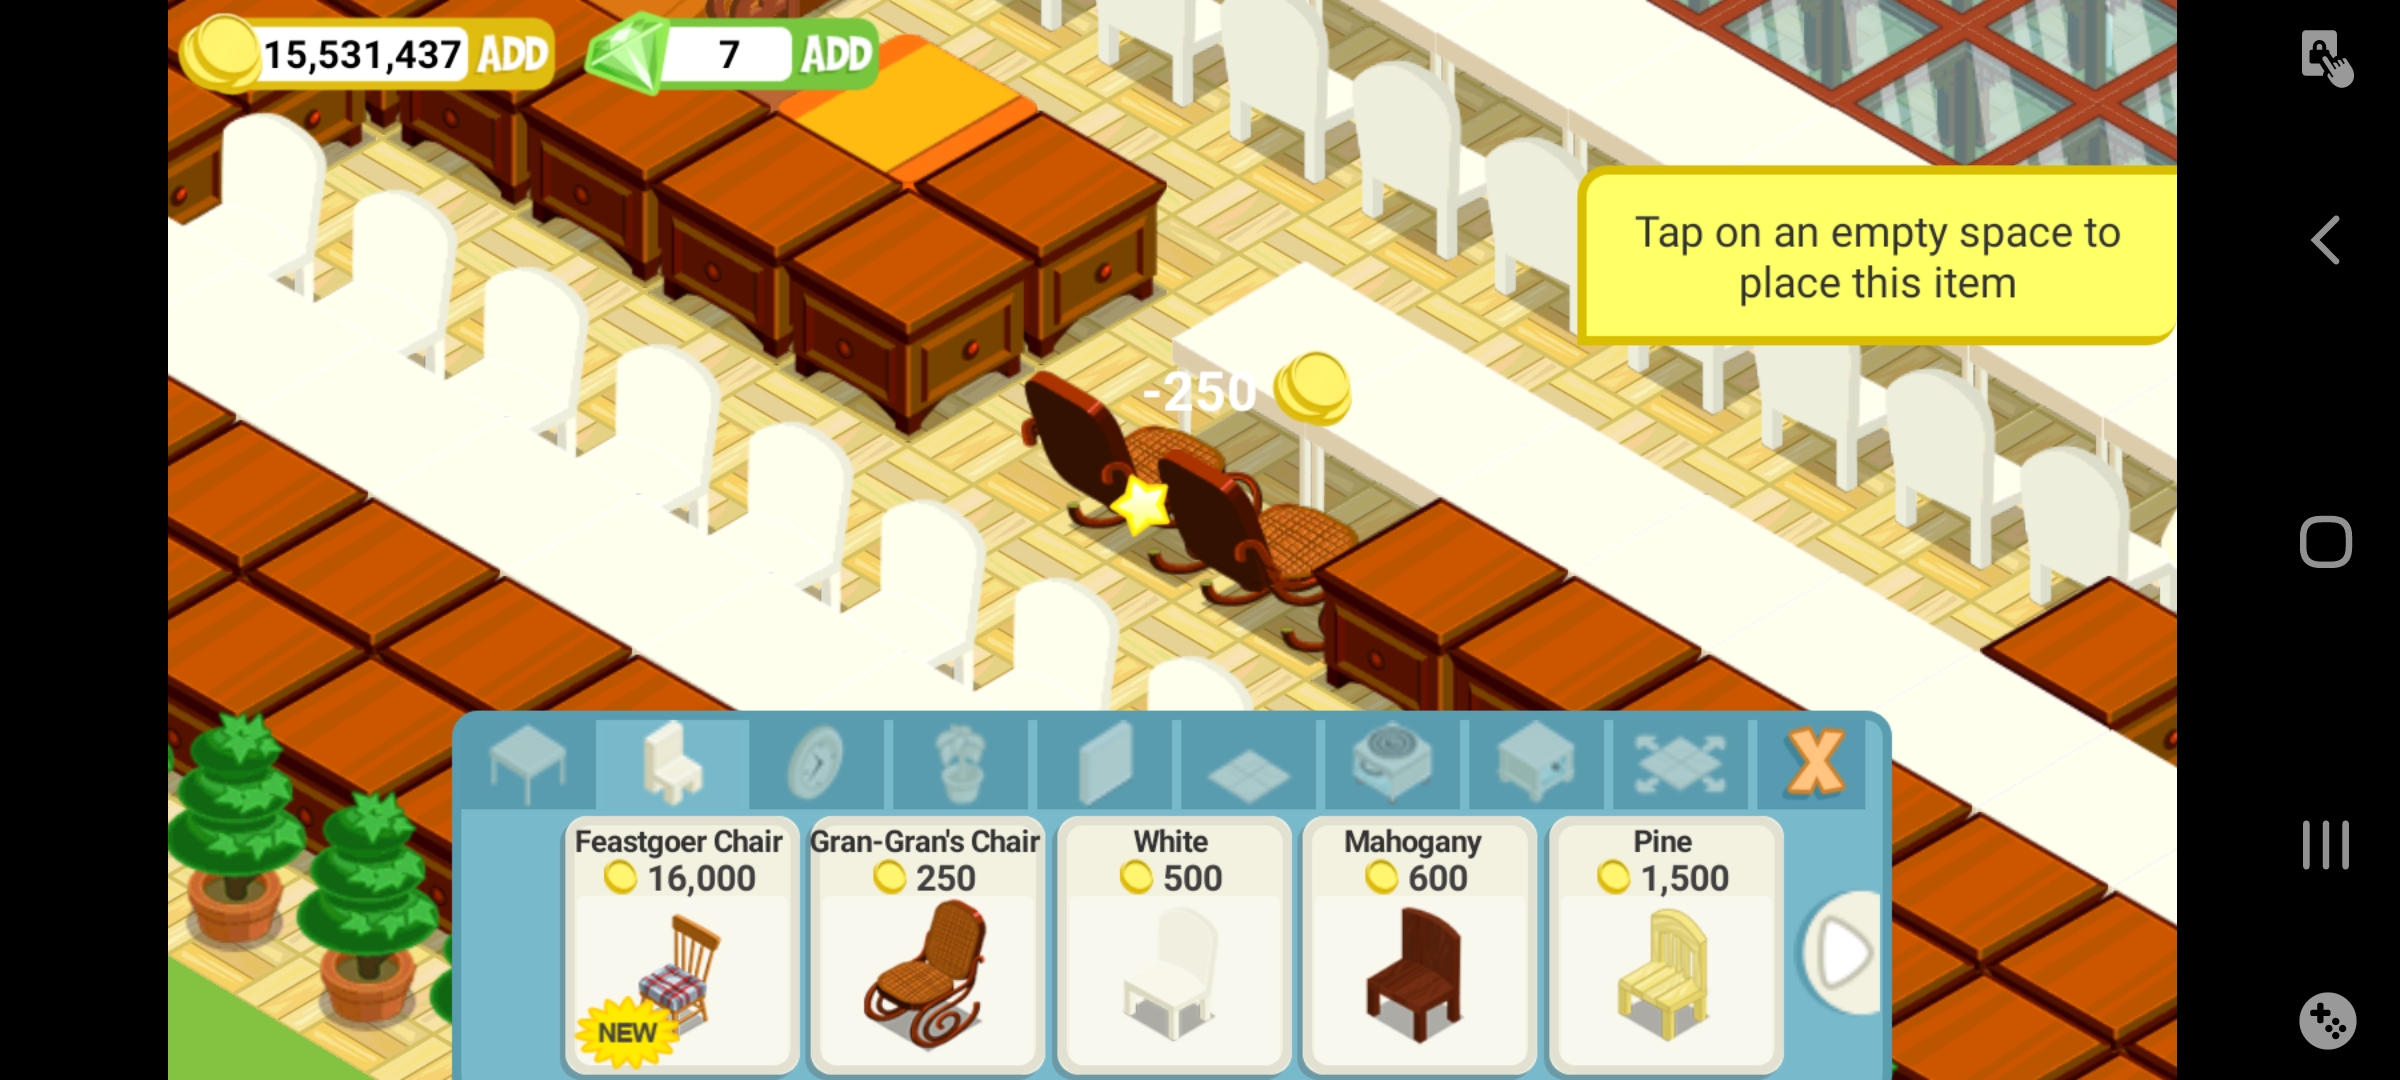 15,531,437 ADD 7 ADD
Tap on an empty space to
place this item
-250
Feastgoer Chair Gran-Gran's Chair White Mahogany Pine
16,000 250 500 600 1,500
NEW